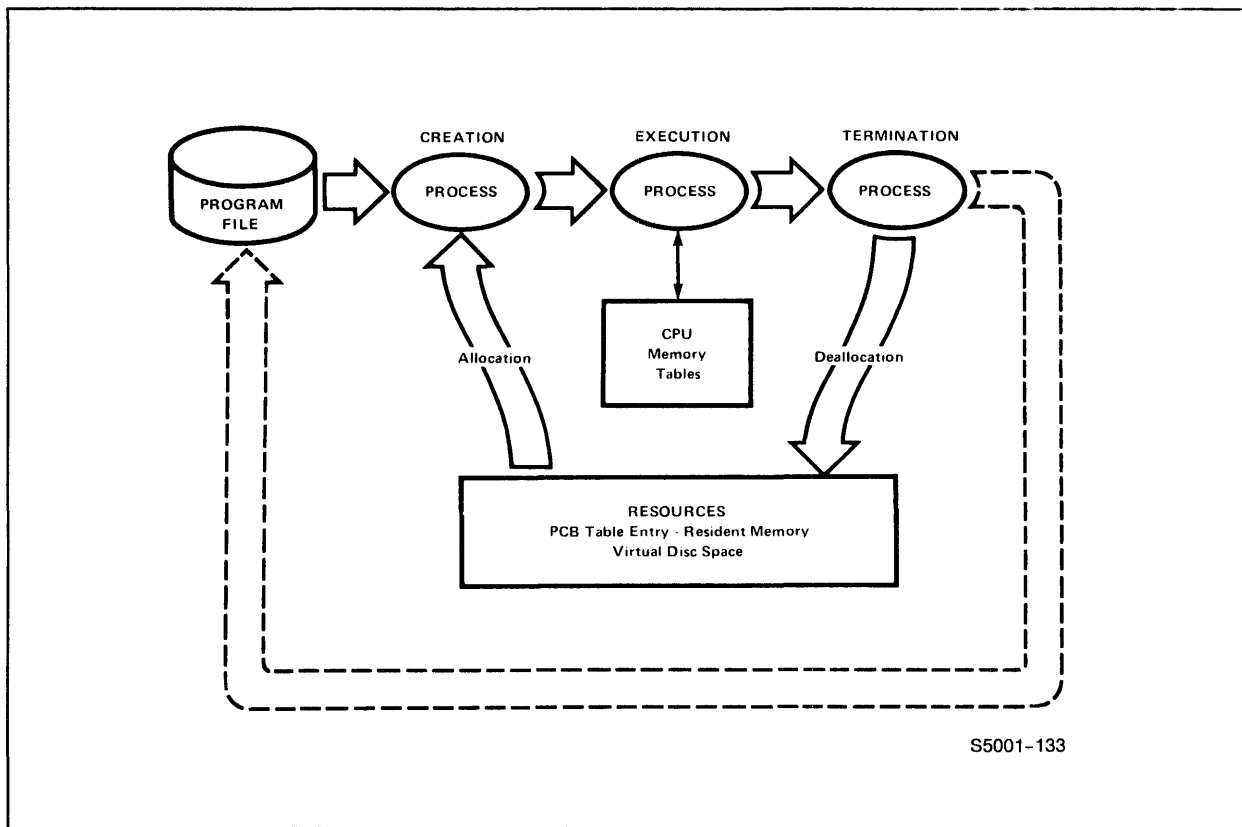 CREATION
EXECUTION
TERMINATION
PROGRAM
FILE
PROCESS
PROCESS
PROCESS
Allocation
CPU
Memory
Tables
Deallocation
RESOURCES
PCB Table Entry - Resident Memory
Virtual Disc Space
S5001-133